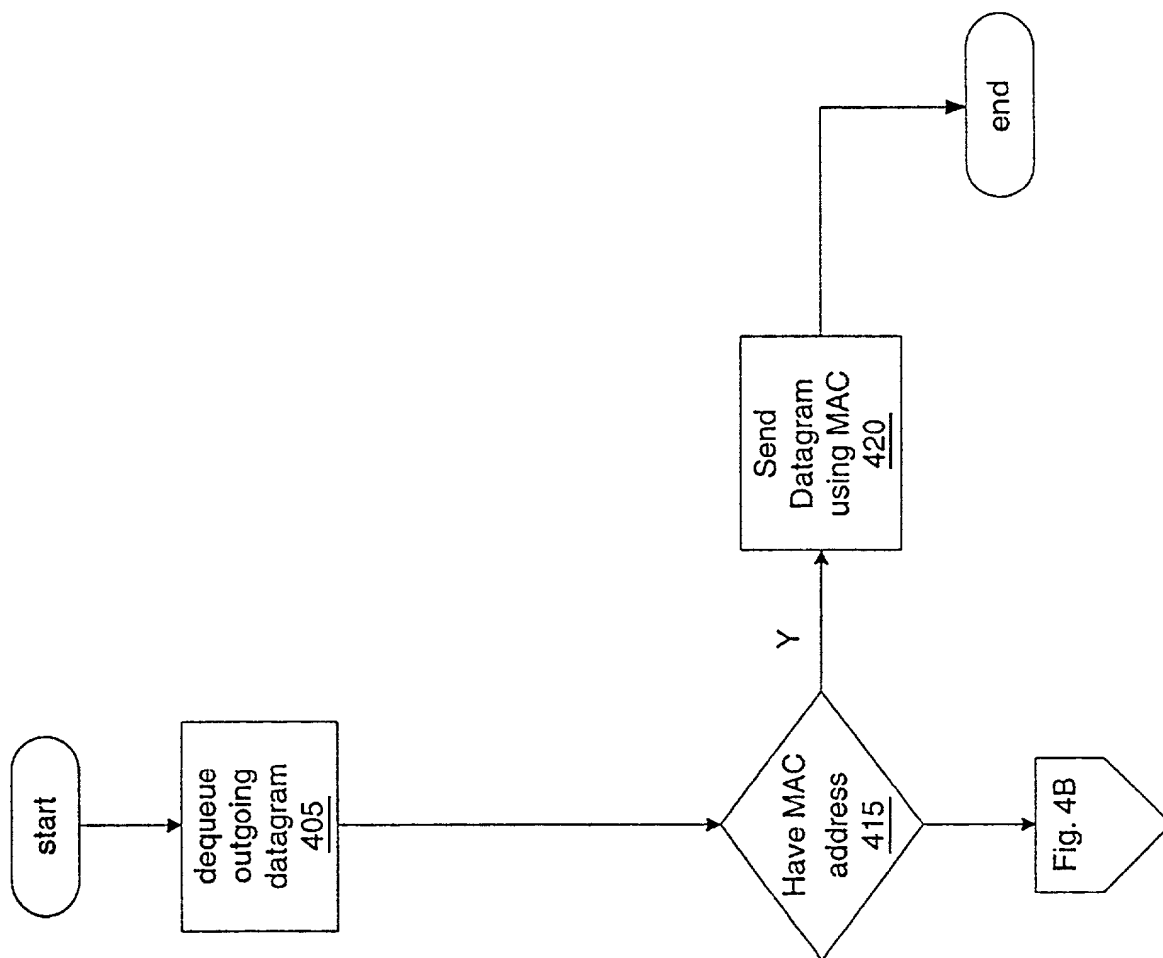 start
dequeue
outgoing
datagram
405
Have MAC
address
415
Y
Send
Datagram
using MAC
420
end
Fig. 4B